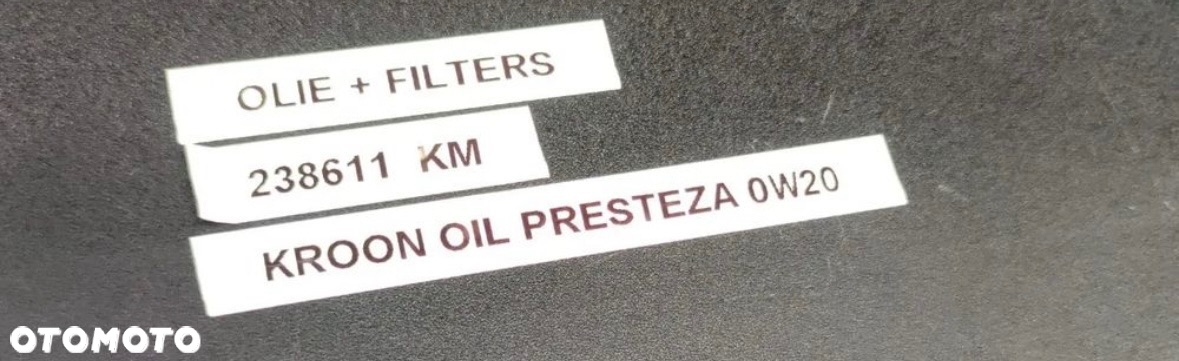 OLIE + FILTERS
238611 KM
KROON OIL PRESTEZA 0W20
OTOMOTO